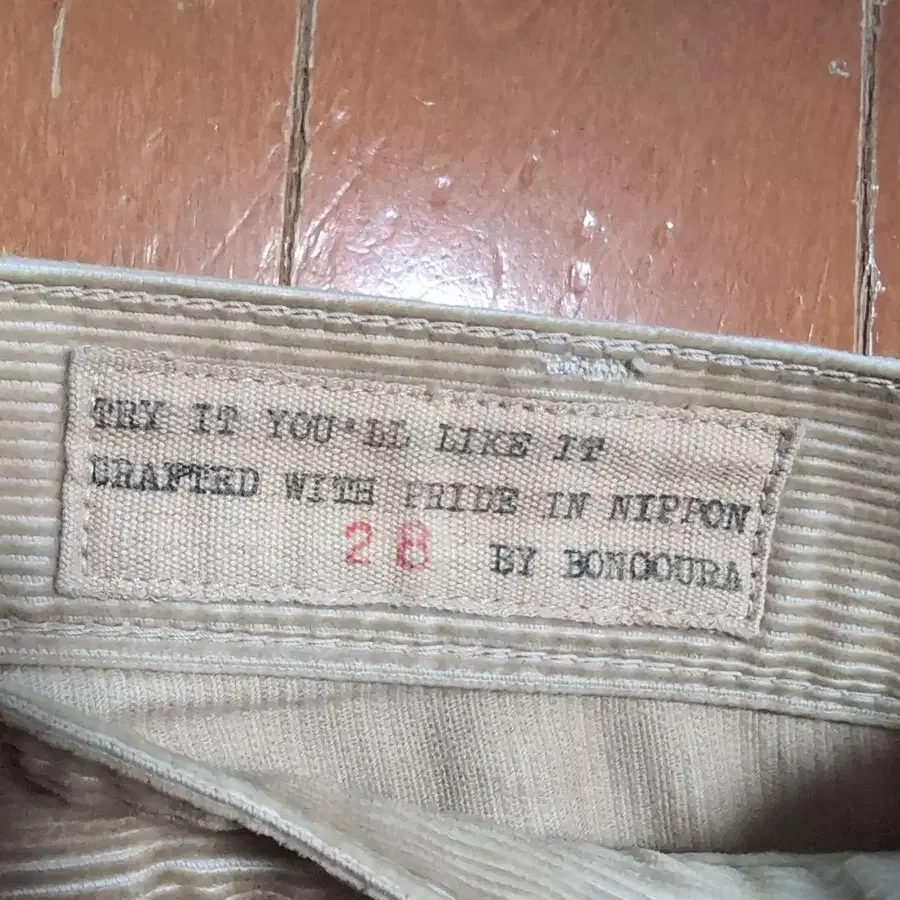 TRY IT YOU'LL LIKE IT
CRAFTED WITH PRIDE IN NIPPON
28 BY BONCOURA